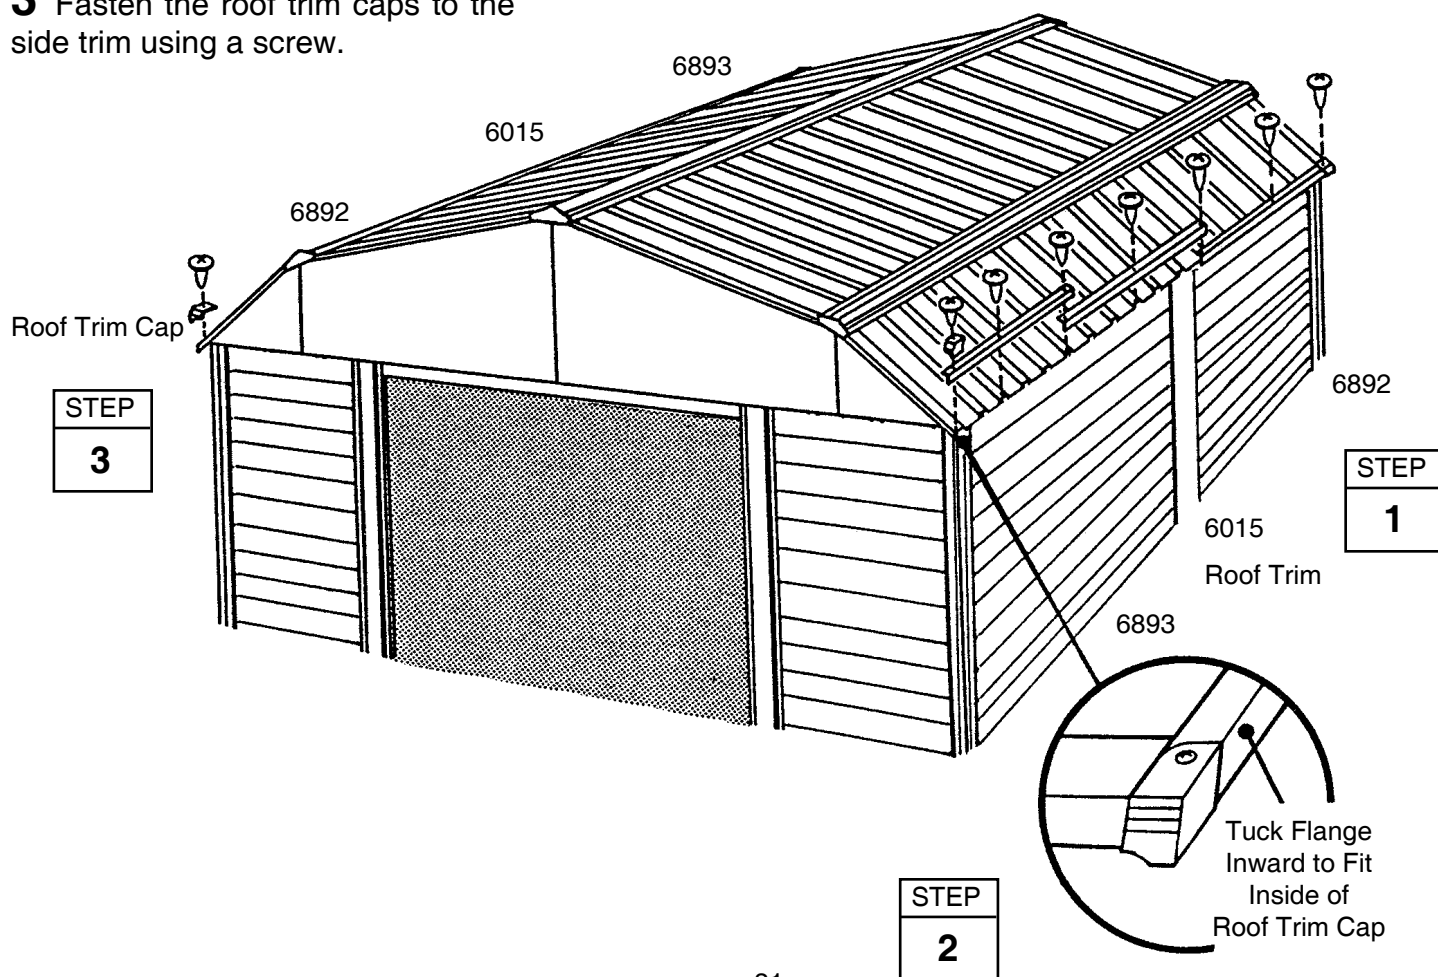 3 Fasten the roof trim caps to the
side trim using a screw.
6893
6015
6892
Roof Trim Cap
STEP
3
6892
STEP
1
6015
Roof Trim
6893
Tuck Flange
Inward to Fit
Inside of
Roof Trim Cap
STEP
2